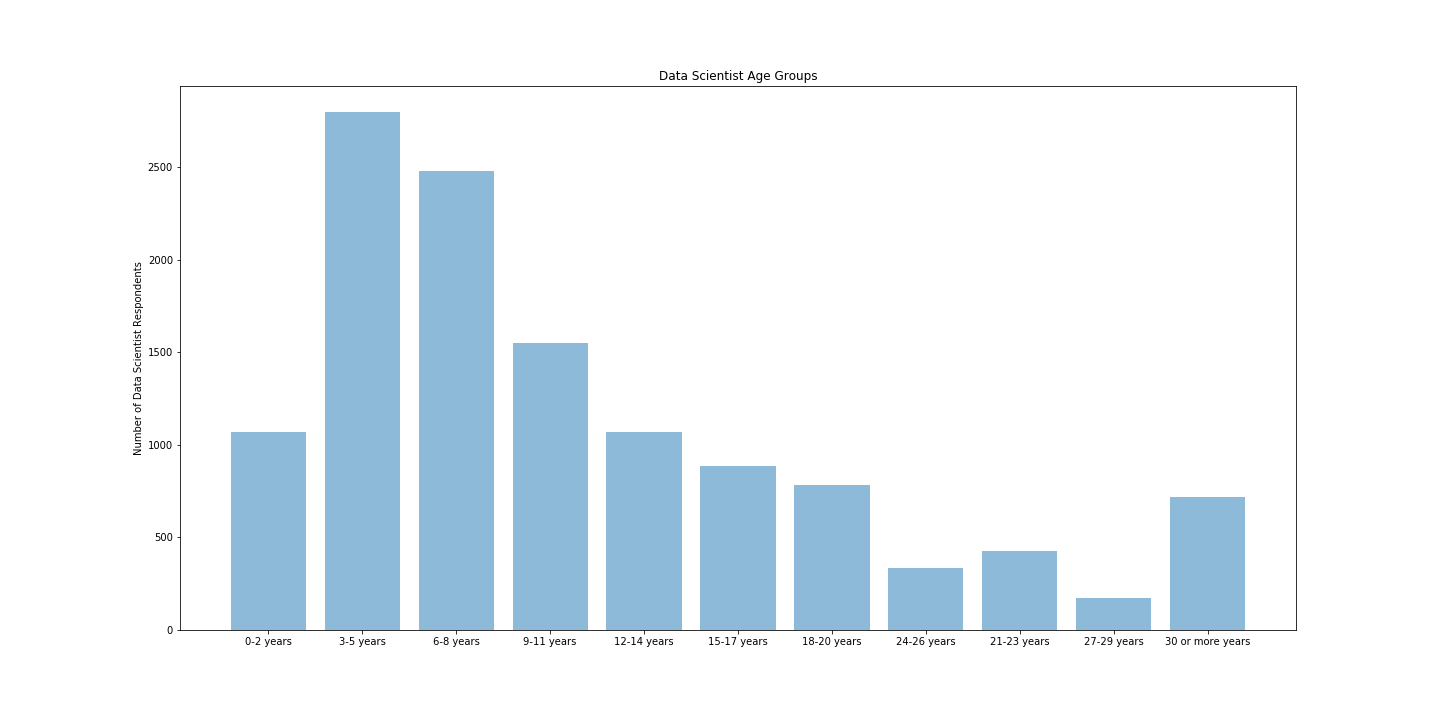 Data Scientist Age Groups
Number of Data Scientist Respondents
2500
2000
1500
1000
500
0
0-2 years
3-5 years
6-8 years
9-11 years
12-14 years
15-17 years
18-20 years
24-26 years
21-23 years
27-29 years
30 or more years